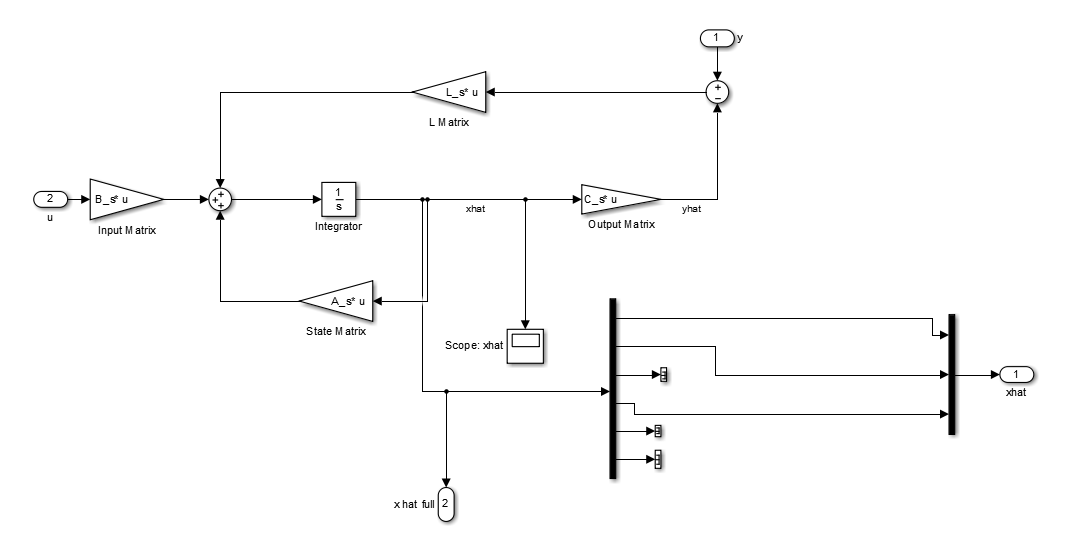 1
y
+
−
L_s* u
L Matrix
2
u
B_s* u
Input Matrix
+
+
+
1
s
Integrator
xhat
C_s* u
Output Matrix
yhat
A_s* u
State Matrix
Scope: xhat
1
xhat
x hat full
2